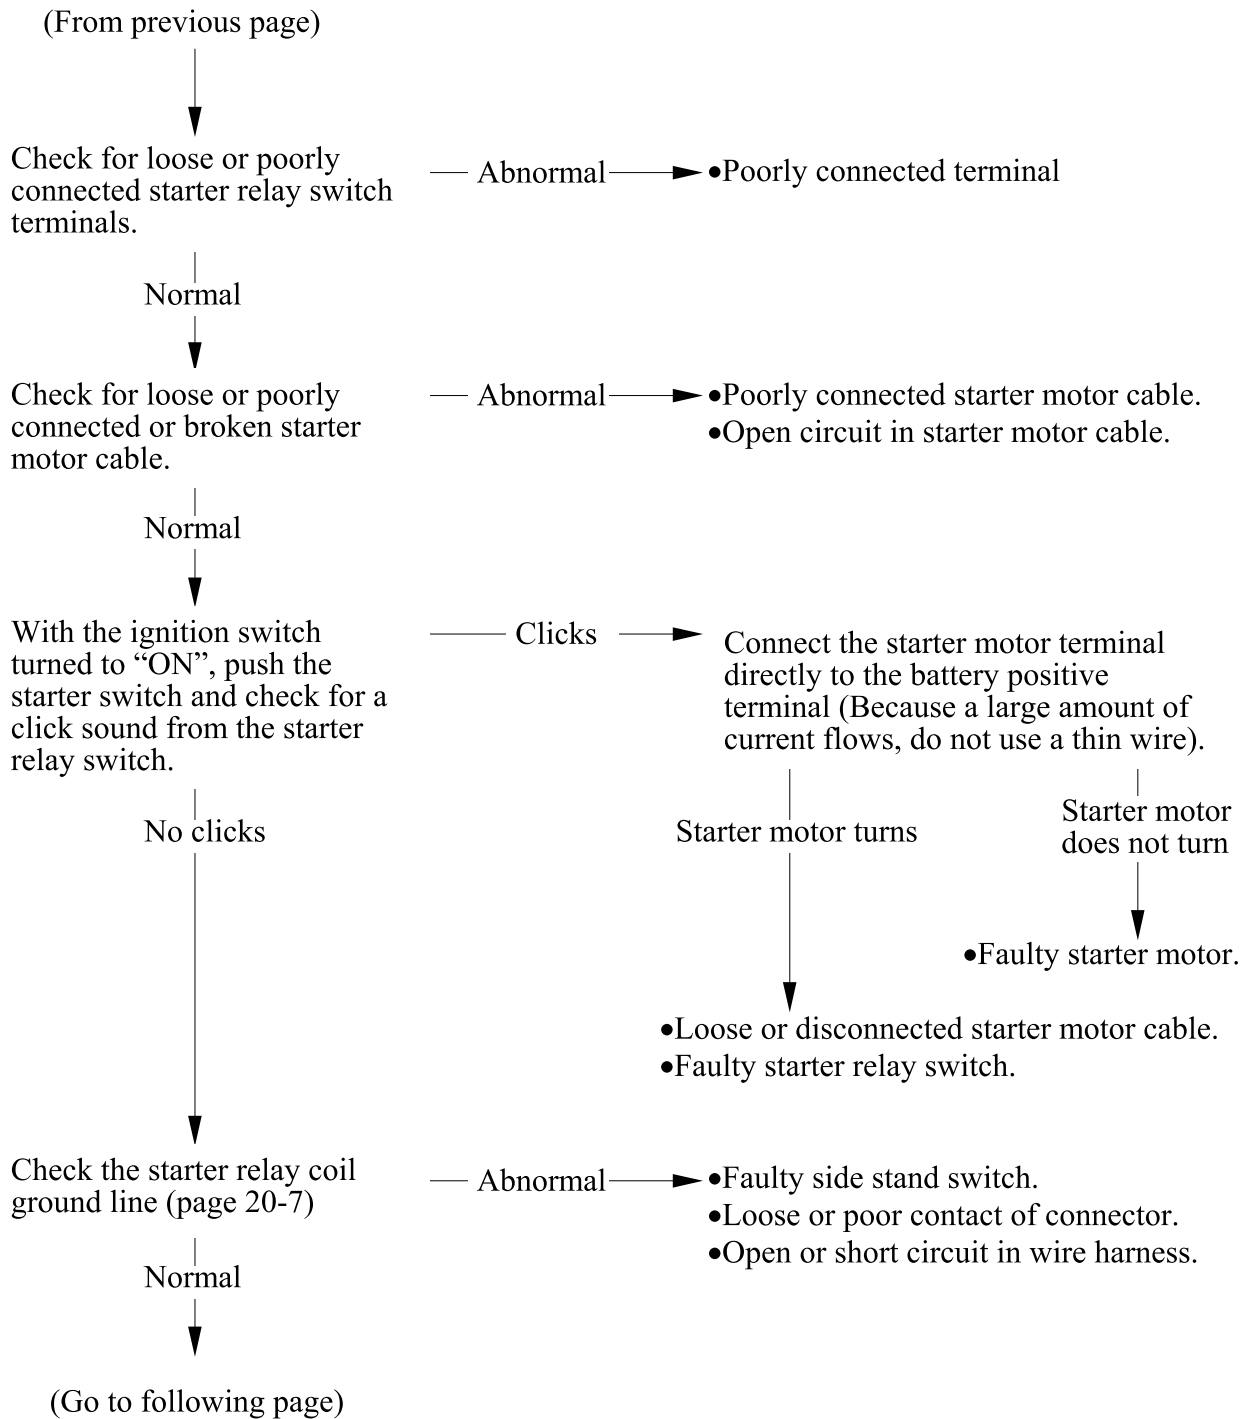 (From previous page)
Check for loose or poorly
connected starter relay switch
terminals.
Abnormal
•Poorly connected terminal
Normal
Check for loose or poorly
connected or broken starter
motor cable.
Abnormal
•Poorly connected starter motor cable.
•Open circuit in starter motor cable.
Normal
With the ignition switch
turned to “ON”, push the
starter switch and check for a
click sound from the starter
relay switch.
Clicks
Connect the starter motor terminal
directly to the battery positive
terminal (Because a large amount of
current flows, do not use a thin wire).
No clicks
Starter motor turns
Starter motor
does not turn
•Faulty starter motor.
•Loose or disconnected starter motor cable.
•Faulty starter relay switch.
Check the starter relay coil
ground line (page 20-7)
Abnormal
•Faulty side stand switch.
•Loose or poor contact of connector.
•Open or short circuit in wire harness.
Normal
(Go to following page)